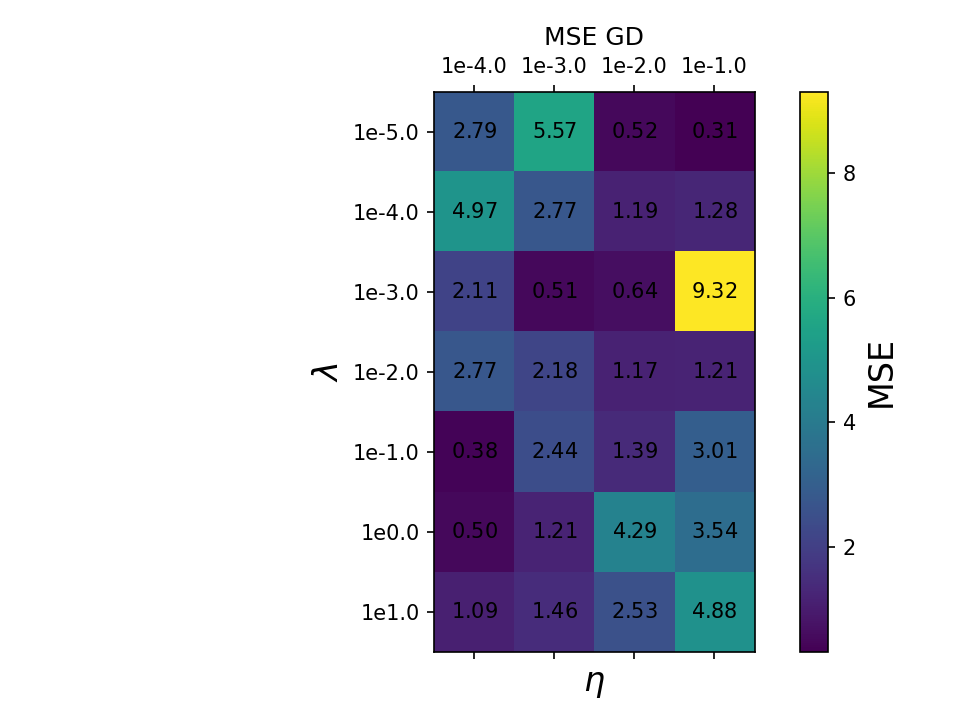 MSE GD
1e-4.0 1e-3.0 1e-2.0 1e-1.0
1e-5.0 2.79 5.57 0.52 0.31
1e-4.0 4.97 2.77 1.19 1.28
1e-3.0 2.11 0.51 0.64 9.32
1e-2.0 2.77 2.18 1.17 1.21
1e-1.0 0.38 2.44 1.39 3.01
1e0.0 0.50 1.21 4.29 3.54
1e1.0 1.09 1.46 2.53 4.88
λ
η
8
6
4
2
MSE